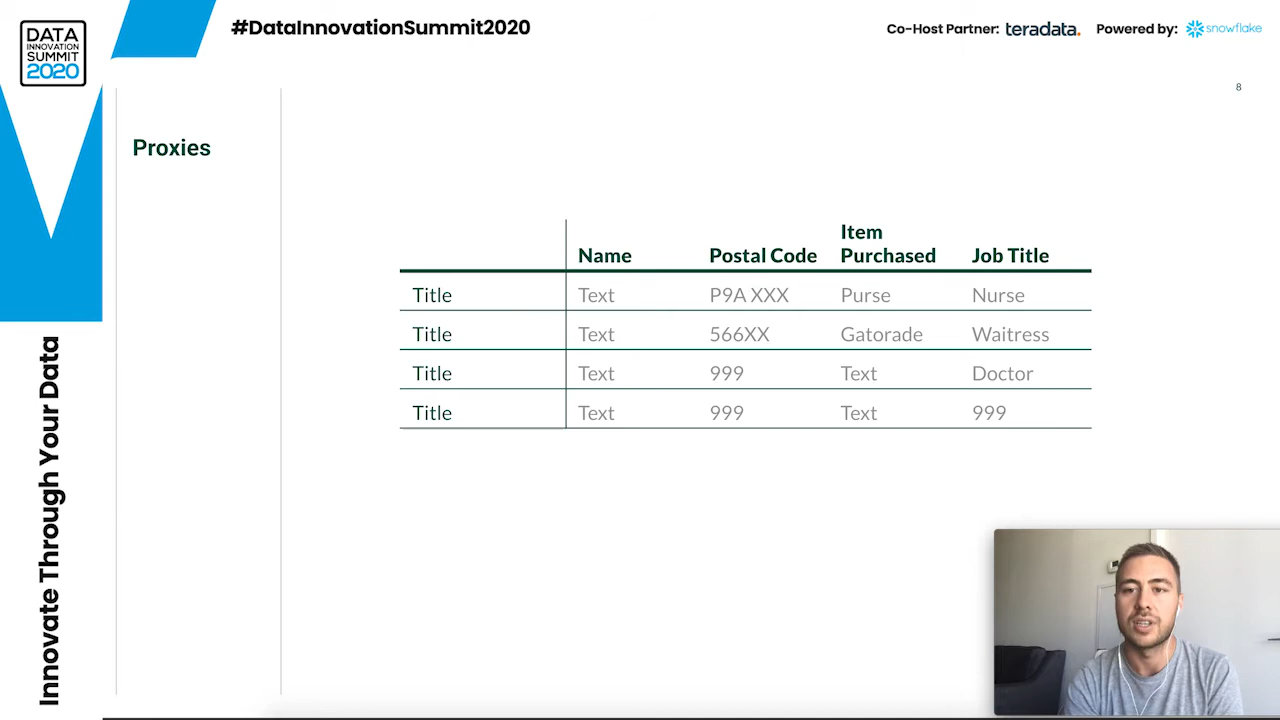 DATA
INNOVATION
SUMMIT
2020
#DataInnovationSummit2020
Co-Host Partner: teradata. Powered by: snowflake
8
Innovate Through Your Data
Proxies
Name Postal Code Item Purchased Job Title
Title Text P9A XXX Purse Nurse
Title Text 566XX Gatorade Waitress
Title Text 999 Text Doctor
Title Text 999 Text 999